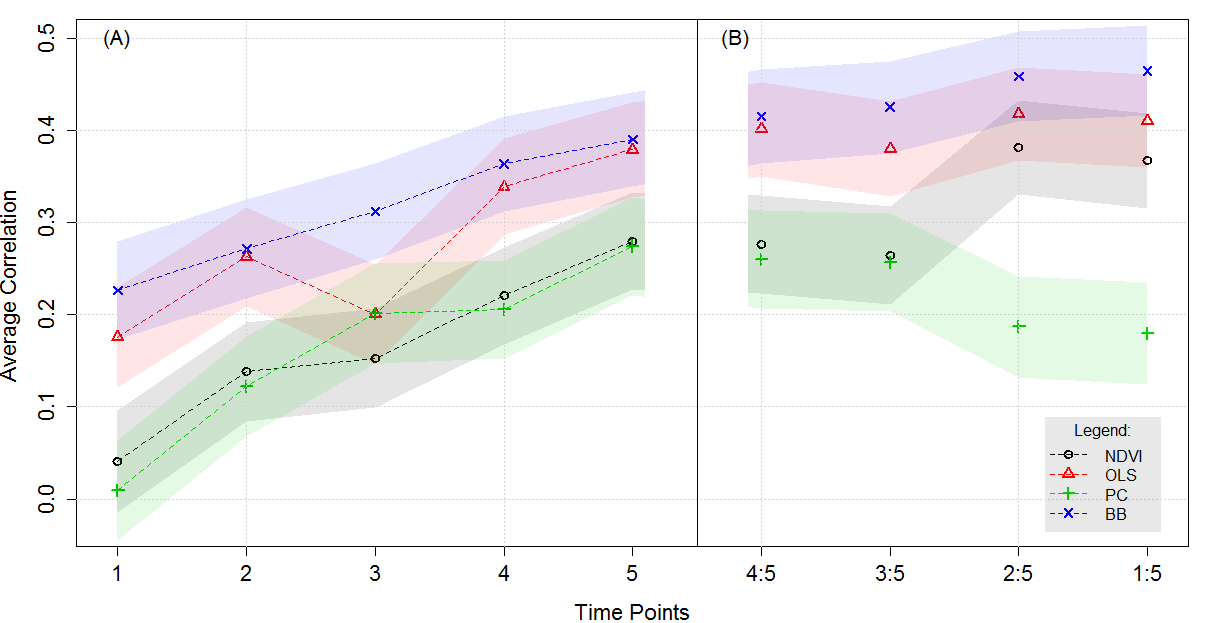 (A)
(B)
Average Correlation
0.5
0.4
0.3
0.2
0.1
0.0
Legend:
NDVI
OLS
PC
BB
1 2 3 4 5 4:5 3:5 2:5 1:5
Time Points